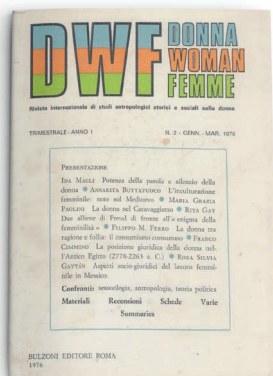 DWF DONNA
WOMAN
FEMME
Rivista internazionale di studi antropologici storici e sociali sulla donna
TRIMESTRALE - ANNO I N. 2 - GENN. - MAR. 1976
PRESENTAZIONE
IDA MAGLI Potenza della parola e silenzio della
donna ● ANNARITA BUTTAFUOCO L'inculturazione
femminile: note sul Medioevo ● MARIA GRAZIA
PAOLINI La donna nel Caravaggio ● RITA GAY
Due allieve di Freud di fronte all'« enigma della
femminilità » ● FILIPPO M. FERRO La donna tra
ragione e follia: il consumismo consumato ● FRANCO
CIMMINO La posizione giuridica della donna nel-
l'Antico Egitto (2778-2263 a. C.) ● ROSA SILVIA
GAYTÁN Aspetti socio-giuridici del lavoro femmi-
nile in Messico.
Confronti: sessuologia, antropologia, teoria politica
Materiali Recensioni Schede Varie
Summaries
BULZONI EDITORE ROMA
1976